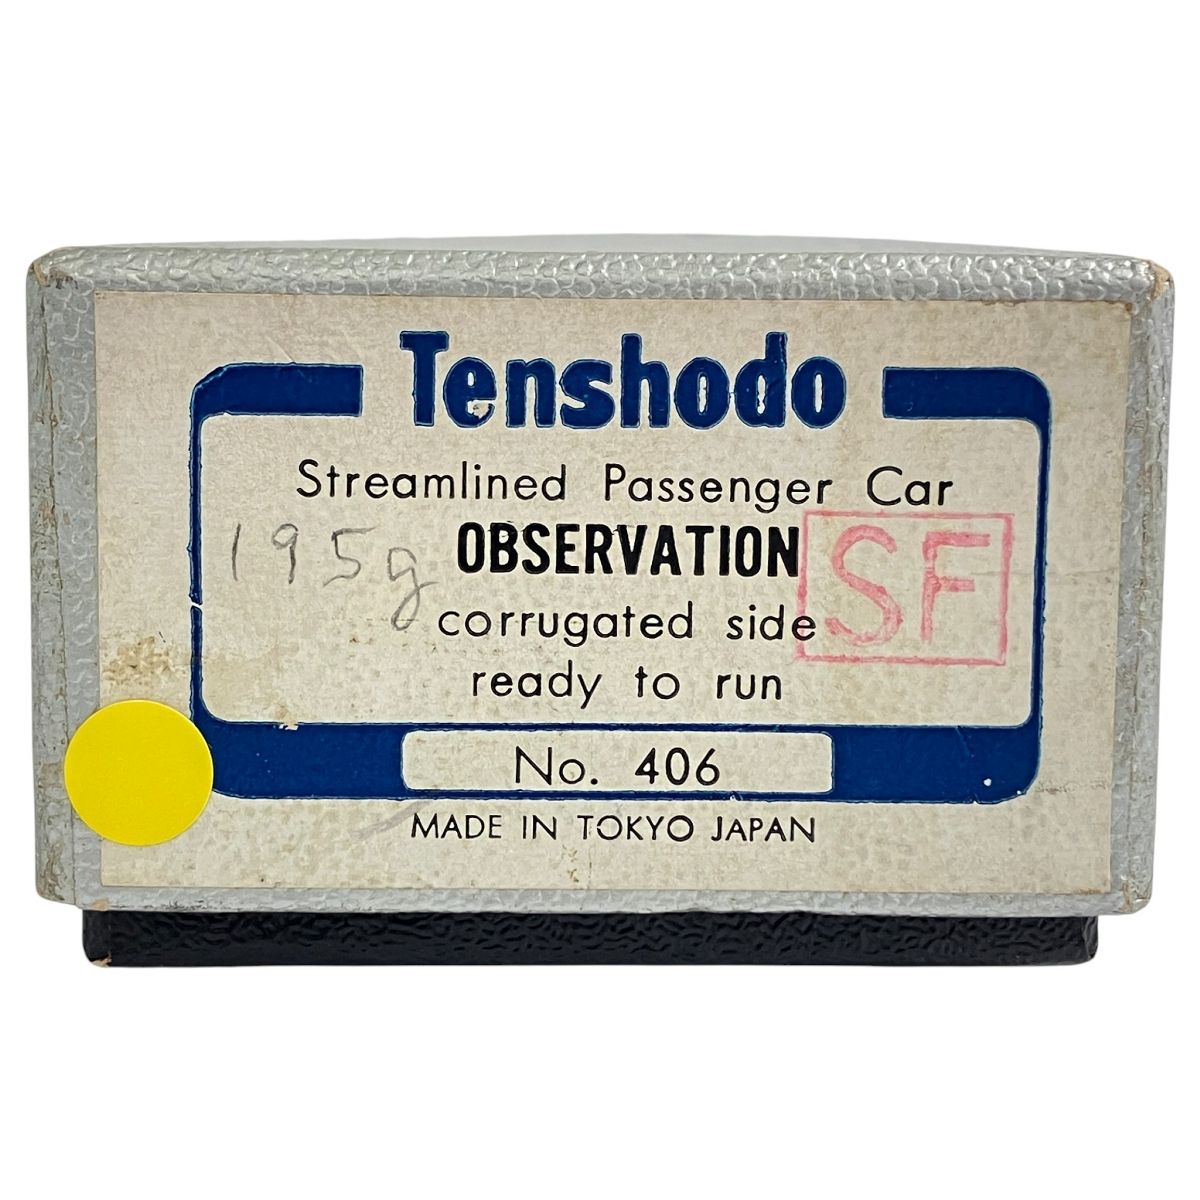 Tenshodo
Streamlined Passenger Car
195g OBSERVATION SF
corrugated side
ready to run
No. 406
MADE IN TOKYO JAPAN